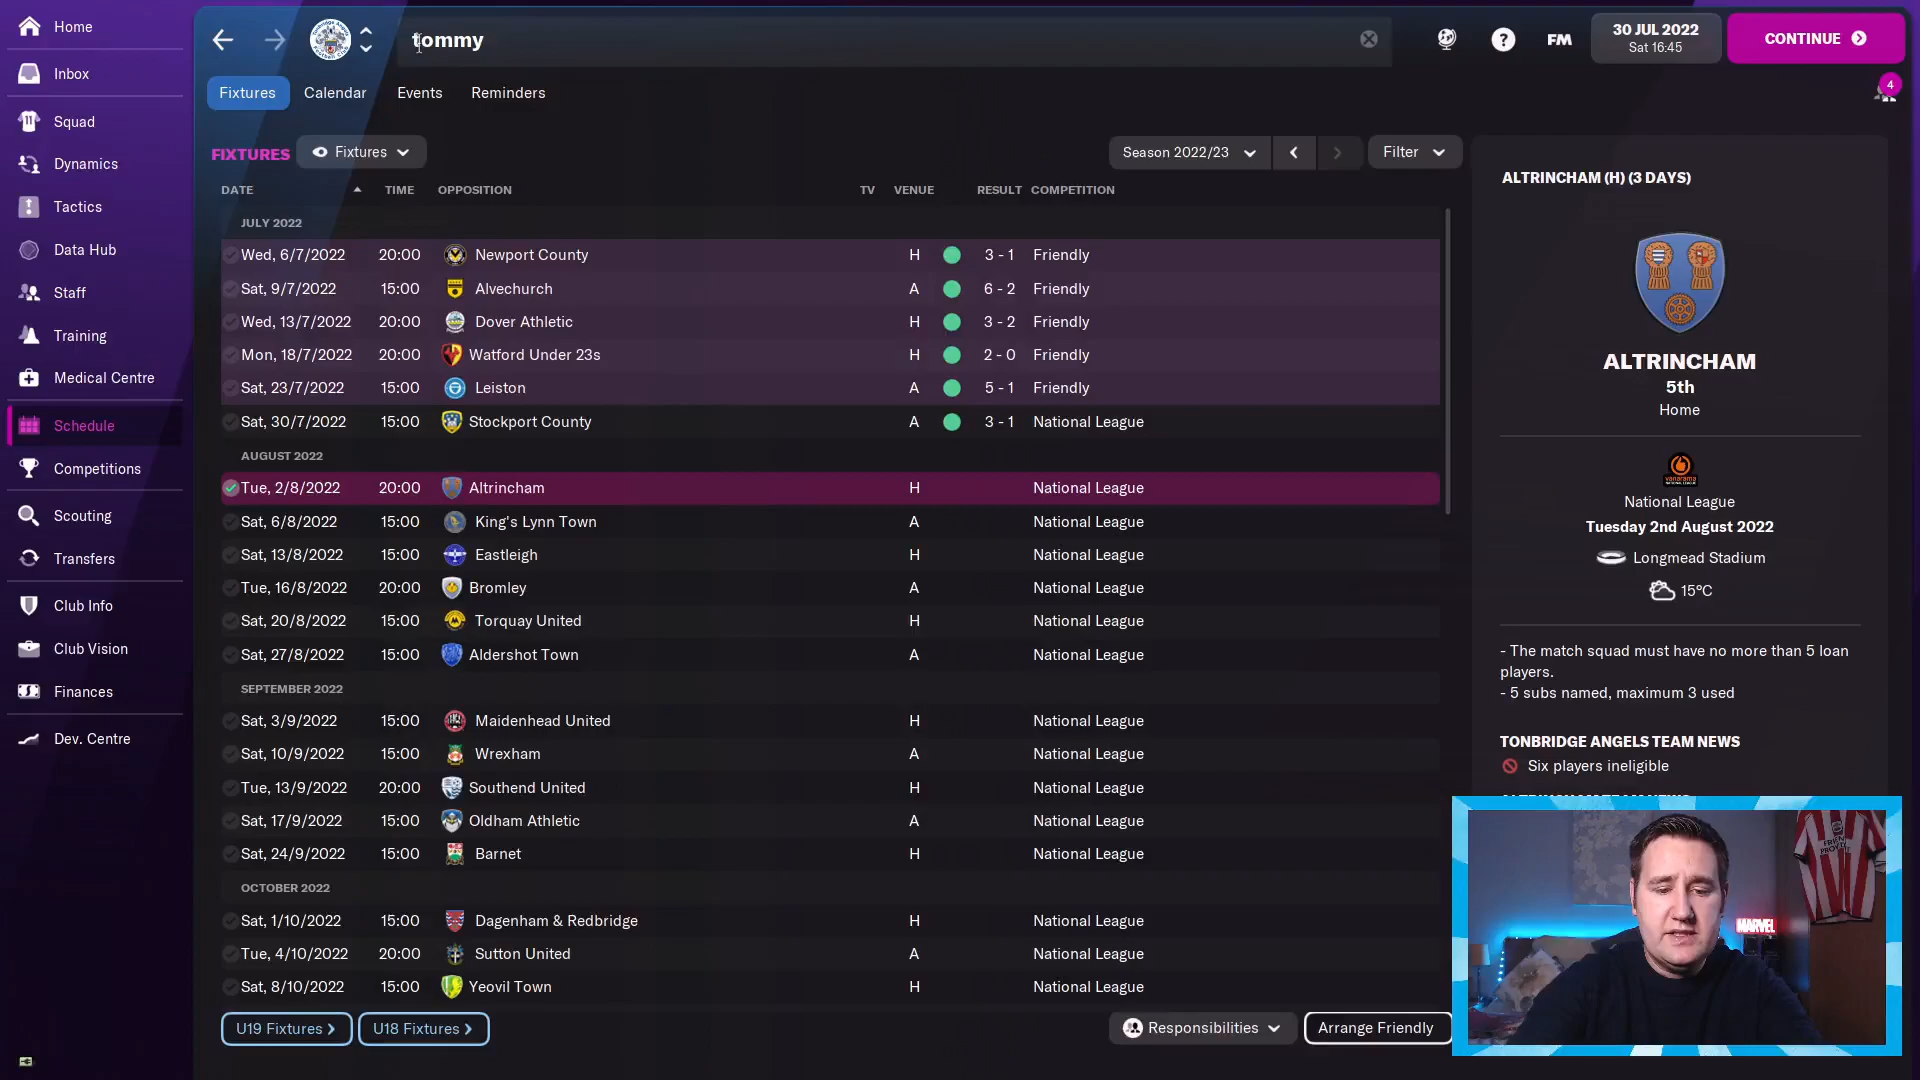 Home
Inbox
Squad
Dynamics
Tactics
Data Hub
Staff
Training
Medical Centre
Schedule
Competitions
Scouting
Transfers
Club Info
Club Vision
Finances
Dev. Centre
tommy
? FM
30 JUL 2022
Sat 16:45
CONTINUE
4
Fixtures Calendar Events Reminders
FIXTURES Fixtures Season 2022/23 Filter
DATE TIME OPPOSITION TV VENUE RESULT COMPETITION
JULY 2022
Wed, 6/7/2022 20:00 Newport County H 3 - 1 Friendly
Sat, 9/7/2022 15:00 Alvechurch A 6 - 2 Friendly
Wed, 13/7/2022 20:00 Dover Athletic H 3 - 2 Friendly
Mon, 18/7/2022 20:00 Watford Under 23s H 2 - 0 Friendly
Sat, 23/7/2022 15:00 Leiston A 5 - 1 Friendly
Sat, 30/7/2022 15:00 Stockport County A 3 - 1 National League
AUGUST 2022
Tue, 2/8/2022 20:00 Altrincham H National League
Sat, 6/8/2022 15:00 King's Lynn Town A National League
Sat, 13/8/2022 15:00 Eastleigh H National League
Tue, 16/8/2022 20:00 Bromley A National League
Sat, 20/8/2022 15:00 Torquay United H National League
Sat, 27/8/2022 15:00 Aldershot Town A National League
SEPTEMBER 2022
Sat, 3/9/2022 15:00 Maidenhead United H National League
Sat, 10/9/2022 15:00 Wrexham A National League
Tue, 13/9/2022 20:00 Southend United H National League
Sat, 17/9/2022 15:00 Oldham Athletic A National League
Sat, 24/9/2022 15:00 Barnet H National League
OCTOBER 2022
Sat, 1/10/2022 15:00 Dagenham & Redbridge H National League
Tue, 4/10/2022 20:00 Sutton United A National League
Sat, 8/10/2022 15:00 Yeovil Town H National League
U19 Fixtures U18 Fixtures Responsibilities Arrange Friendly
ALTRINCHAM (H) (3 DAYS)
ALTRINCHAM
5th
Home
National League
Tuesday 2nd August 2022
Longmead Stadium
15°C
- The match squad must have no more than 5 loan
players.
- 5 subs named, maximum 3 used
TONBRIDGE ANGELS TEAM NEWS
Six players ineligible
MARVEL